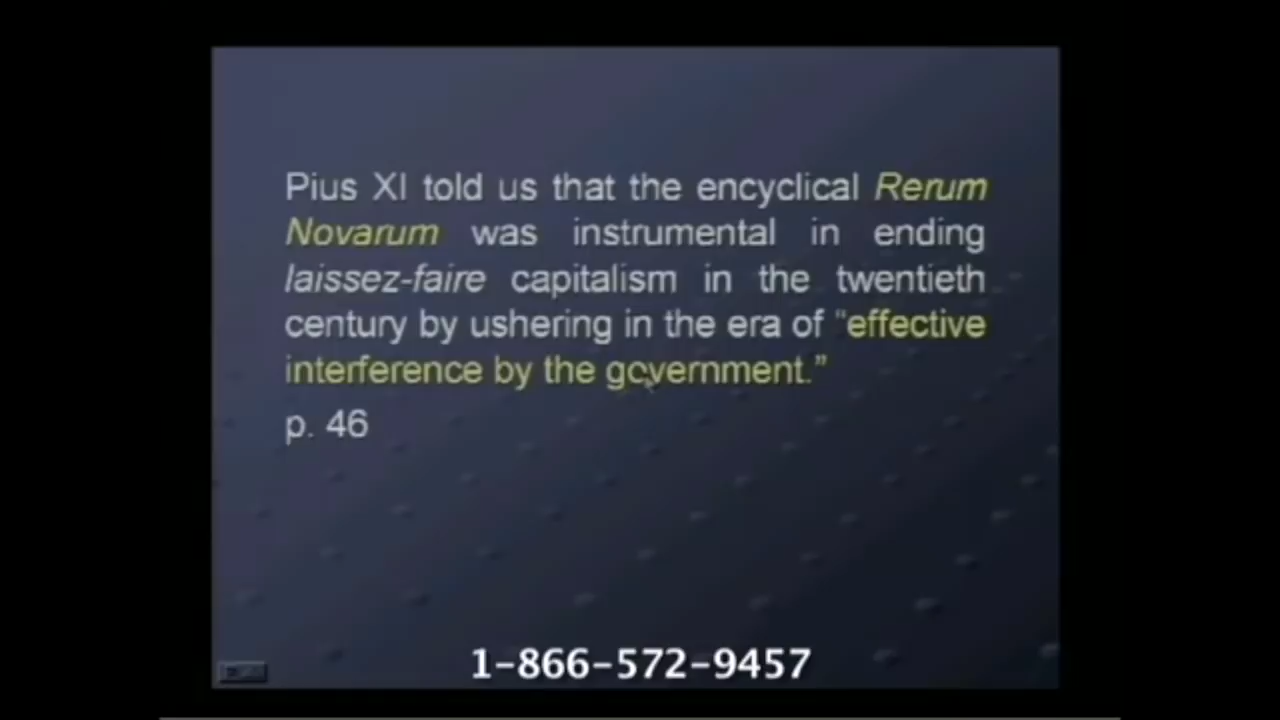 Pius XI told us that the encyclical Rerum
Novarum was instrumental in ending
laissez-faire capitalism in the twentieth
century by ushering in the era of “effective
interference by the government.”
p. 46
1-866-572-9457